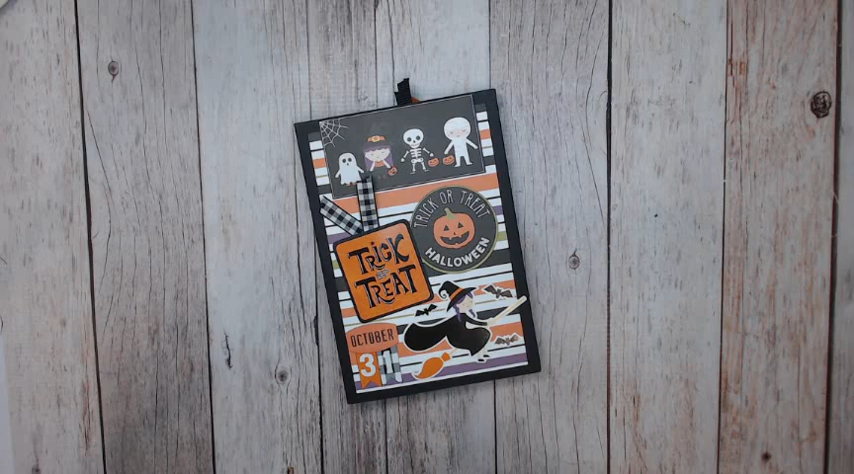 TRICK OR TREAT
HALLOWEEN
TRICK
OR
TREAT
OCTOBER
31